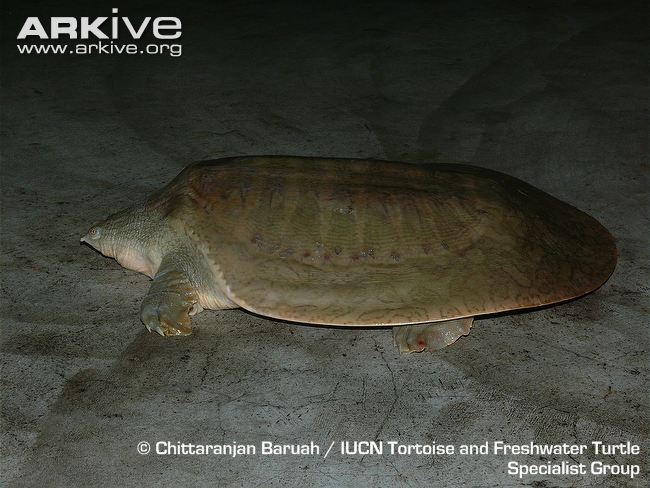 ARKIVE
www.arkive.org
© Chittaranjan Baruah / IUCN Tortoise and Freshwater Turtle
Specialist Group